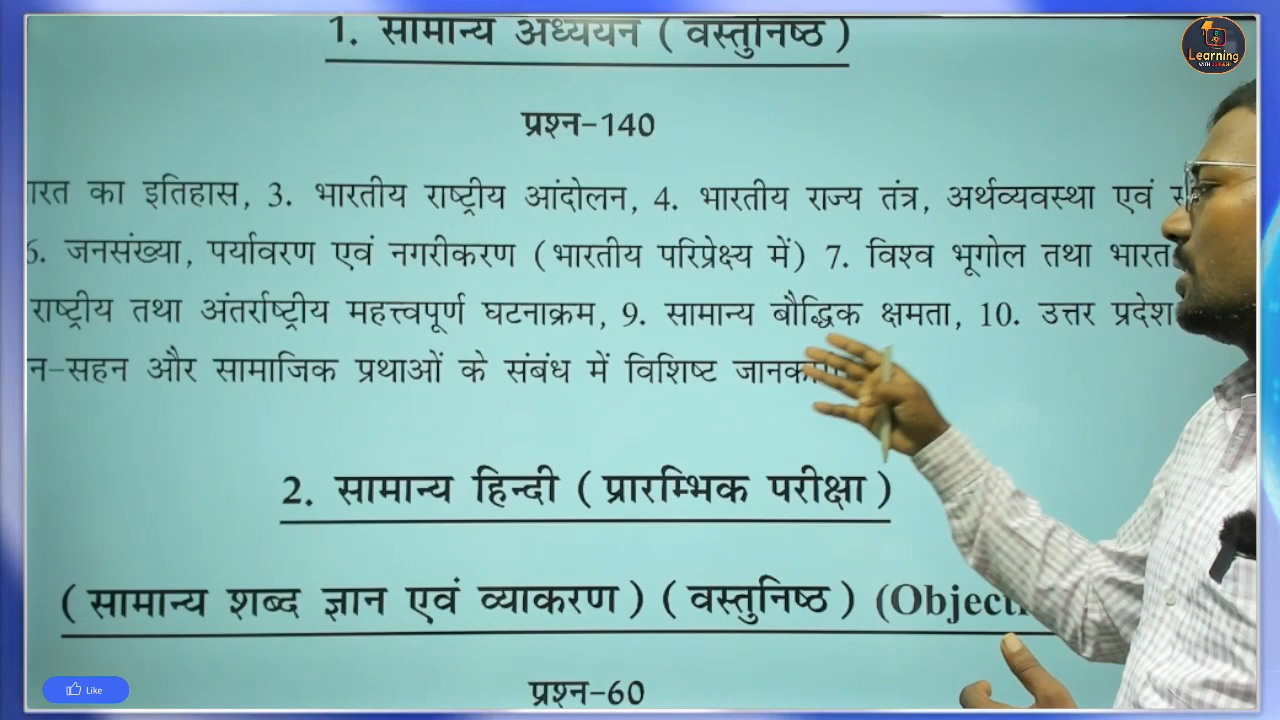 1. सामान्य अध्ययन ( वस्तुनिष्ठ )
Learning
प्रश्न-140
का इतिहास, 3. भारतीय राष्ट्रीय आंदोलन, 4. भारतीय राज्य तंत्र, अर्थव्यवस्था एवं
6. जनसंख्या, पर्यावरण एवं नगरीकरण ( भारतीय परिप्रेक्ष्य में ) 7. विश्व भूगोल तथा भारत
राष्ट्रीय तथा अंतर्राष्ट्रीय महत्त्वपूर्ण घटनाक्रम, 9. सामान्य बौद्धिक क्षमता, 10. उत्तर प्रदेश
न-सहन और सामाजिक प्रथाओं के संबंध में विशिष्ट
2. सामान्य हिन्दी ( प्रारम्भिक परीक्षा )
( सामान्य शब्द ज्ञान एवं व्याकरण ) ( वस्तुनिष्ठ ) (Objecti
प्रश्न-60
Like